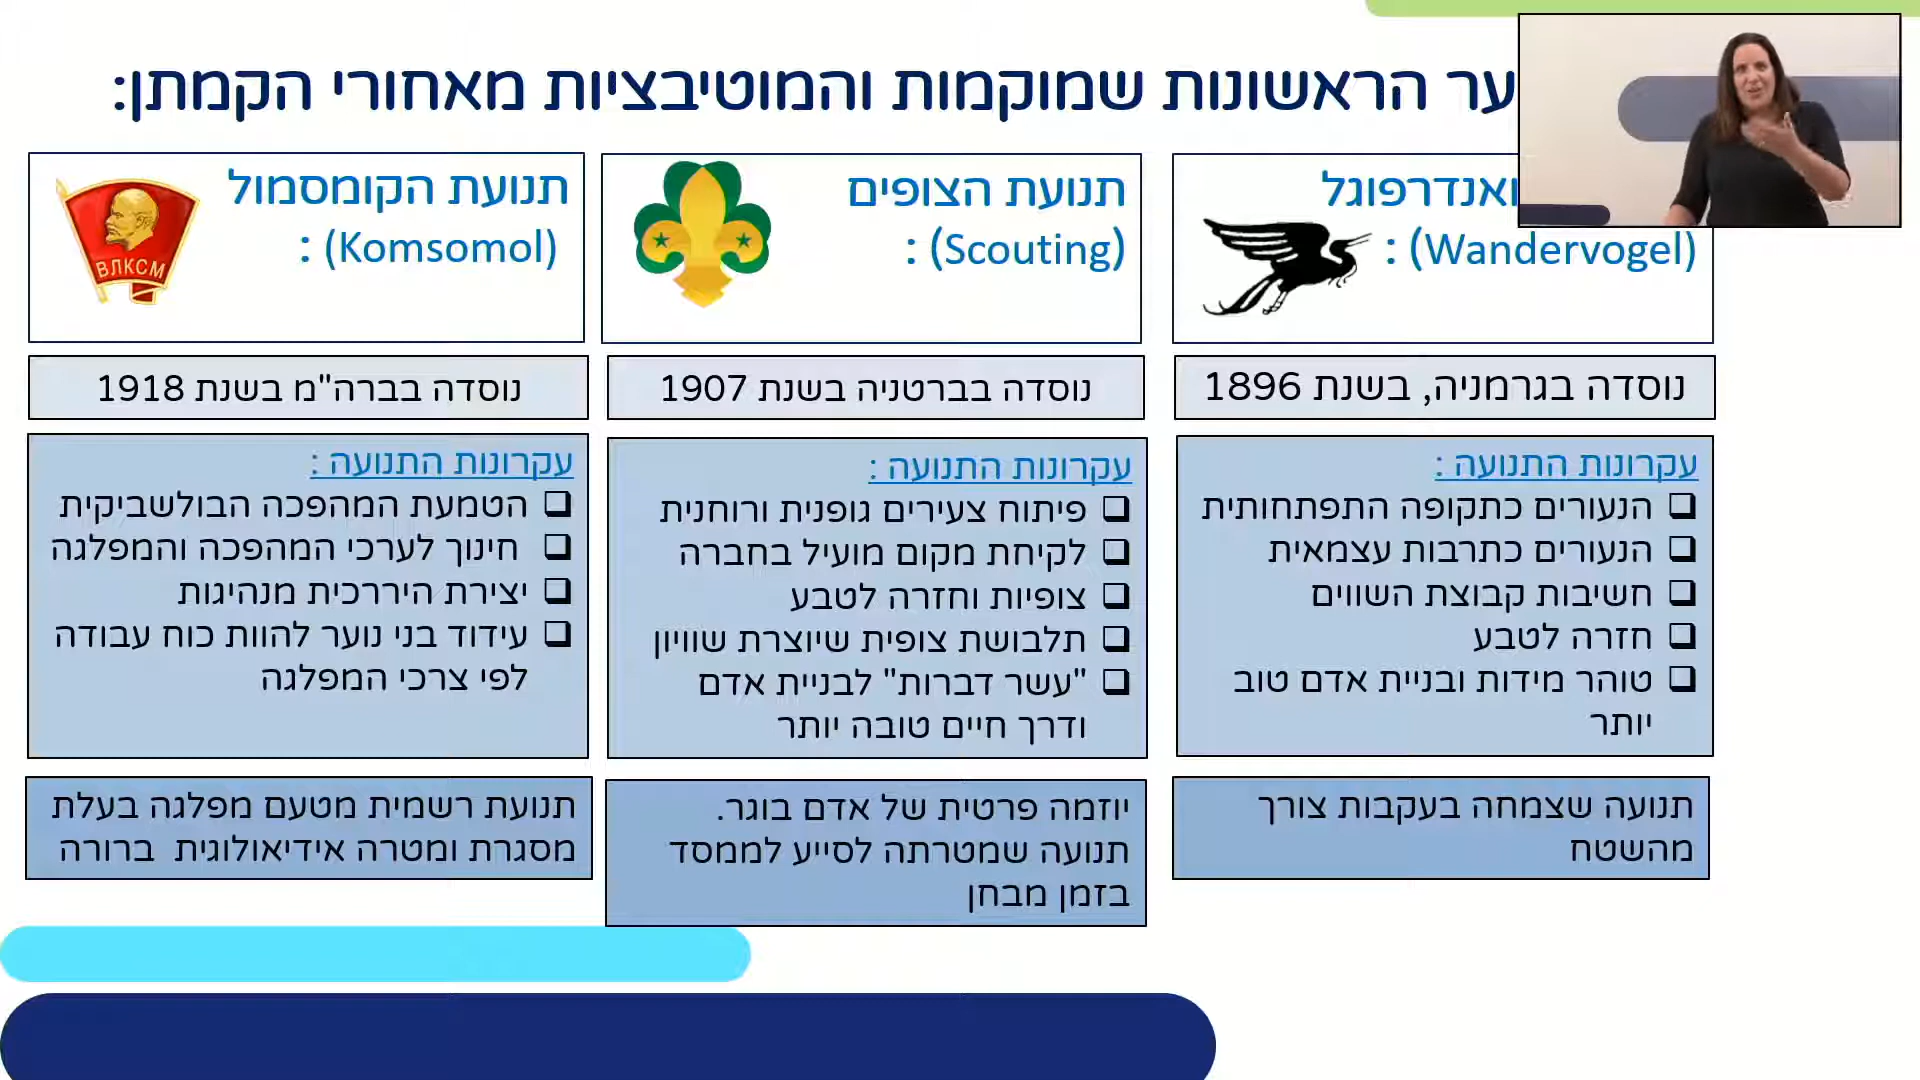 ער הראשונות שמוקמות והמוטיבציות מאחורי הקמתן:
ואנדרפוגל
(Wandervogel) :
נוסדה בגרמניה, בשנת 1896
עקרונות התנועה :
❑ הנעורים כתקופה התפתחותית
❑ הנעורים כתרבות עצמאית
❑ חשיבות קבוצת השווים
❑ חזרה לטבע
❑ טוהר מידות ובניית אדם טוב
יותר
תנועה שצמחה בעקבות צורך
מהשטח
תנועת הצופים
(Scouting) :
נוסדה בברטניה בשנת 1907
עקרונות התנועה :
❑ פיתוח צעירים גופנית ורוחנית
❑ לקיחת מקום מועיל בחברה
❑ צופיות וחזרה לטבע
❑ תלבושת צופית שיוצרת שוויון
❑ "עשר דברות" לבניית אדם
ודרך חיים טובה יותר
יוזמה פרטית של אדם בוגר.
תנועה שמטרתה לסייע לממסד
בזמן מבחן
תנועת הקומסמול
(Komsomol) :
ВЛКСМ
נוסדה בברה"מ בשנת 1918
עקרונות התנועה :
❑ הטמעת המהפכה הבולשביקית
❑ חינוך לערכי המהפכה והמפלגה
❑ יצירת היררכית מנהיגות
❑ עידוד בני נוער להוות כוח עבודה
לפי צרכי המפלגה
תנועת רשמית מטעם מפלגה בעלת
מסגרת ומטרה אידיאולוגית ברורה